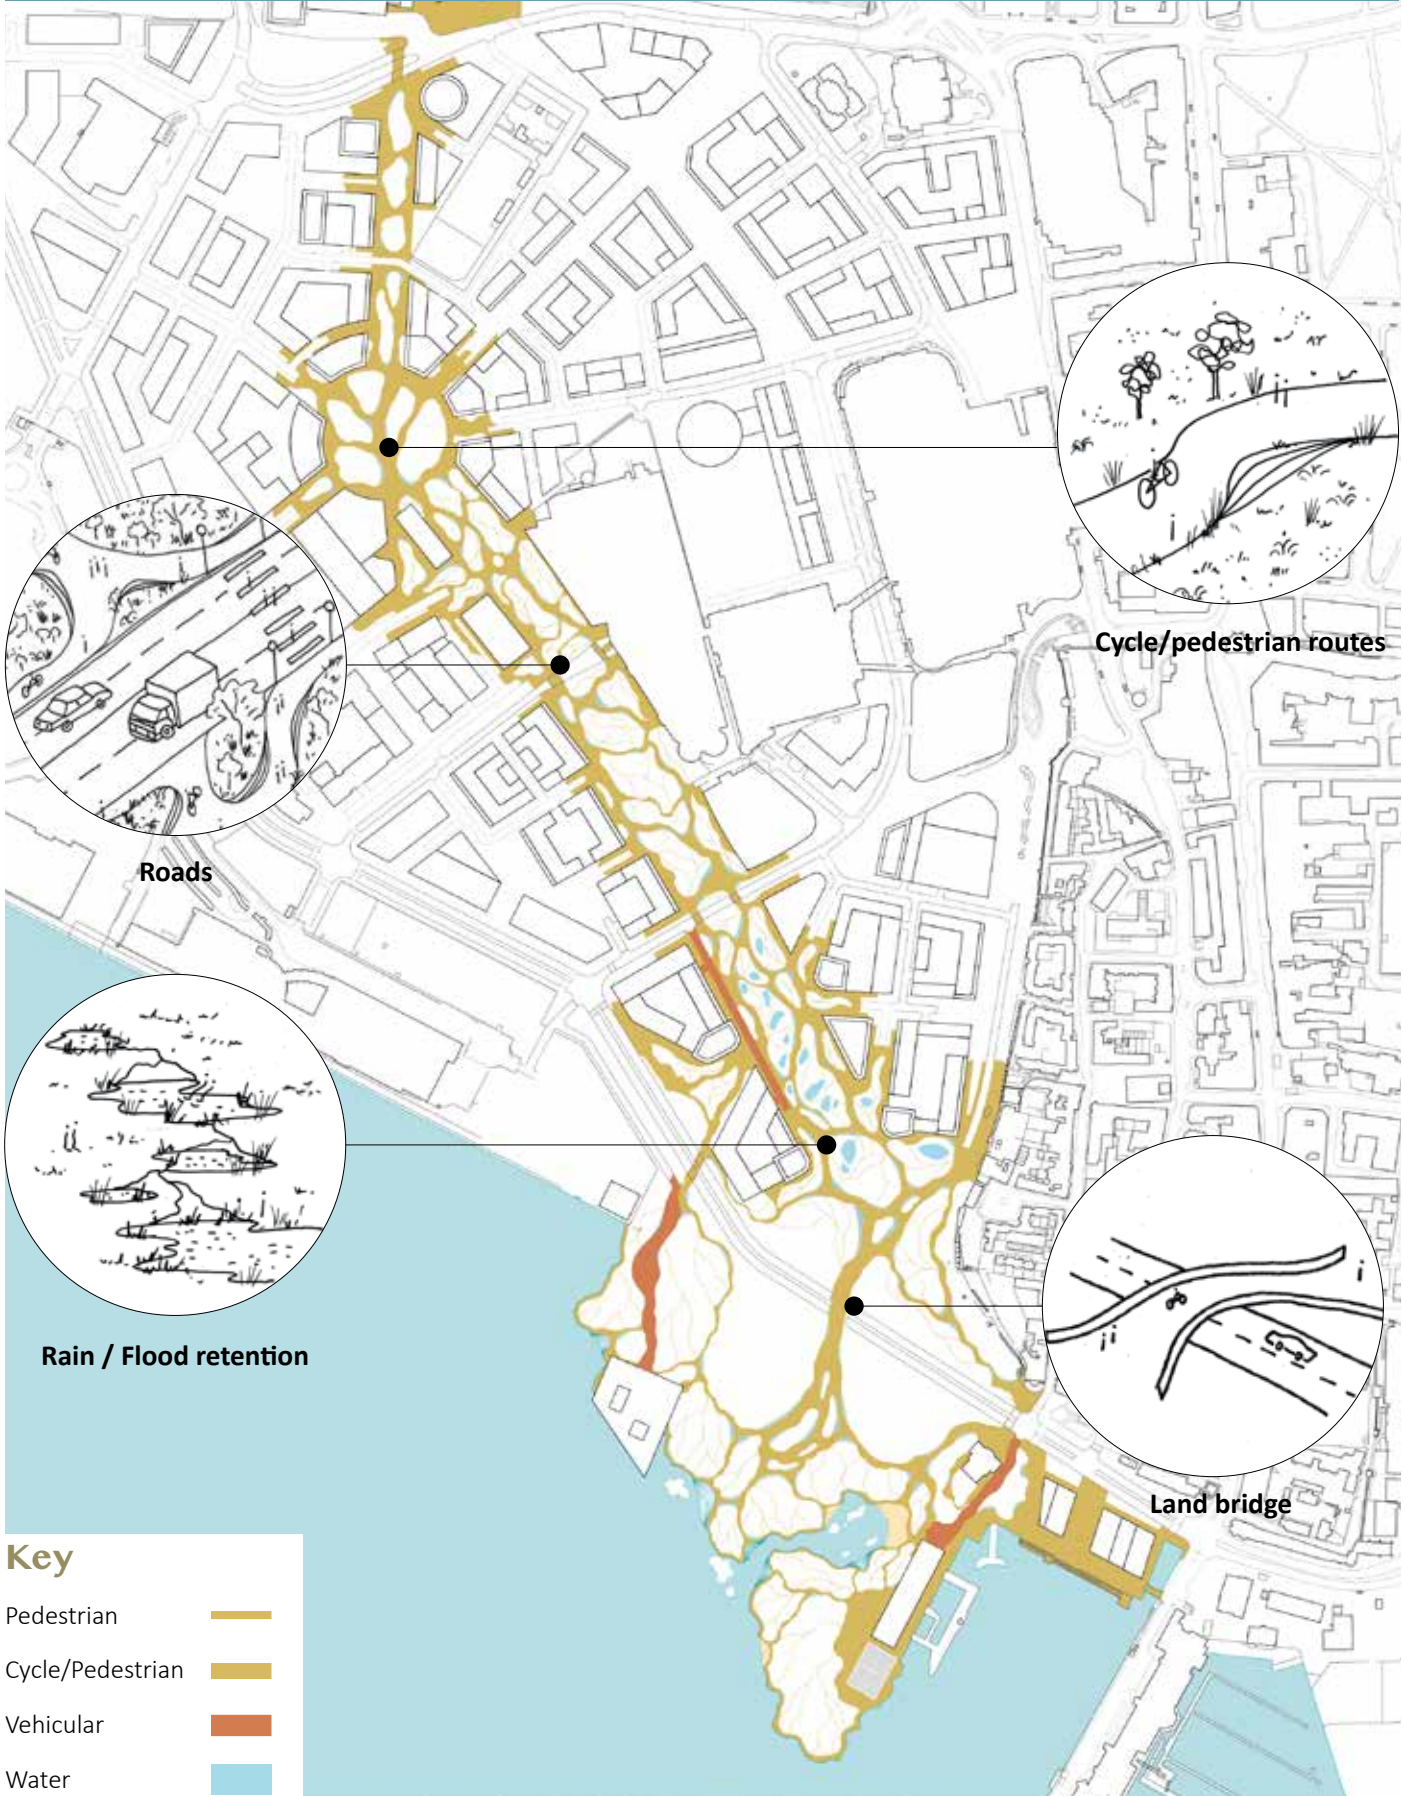 Cycle/pedestrian routes
Roads
Rain / Flood retention
Land bridge
Key
Pedestrian
Cycle/Pedestrian
Vehicular
Water